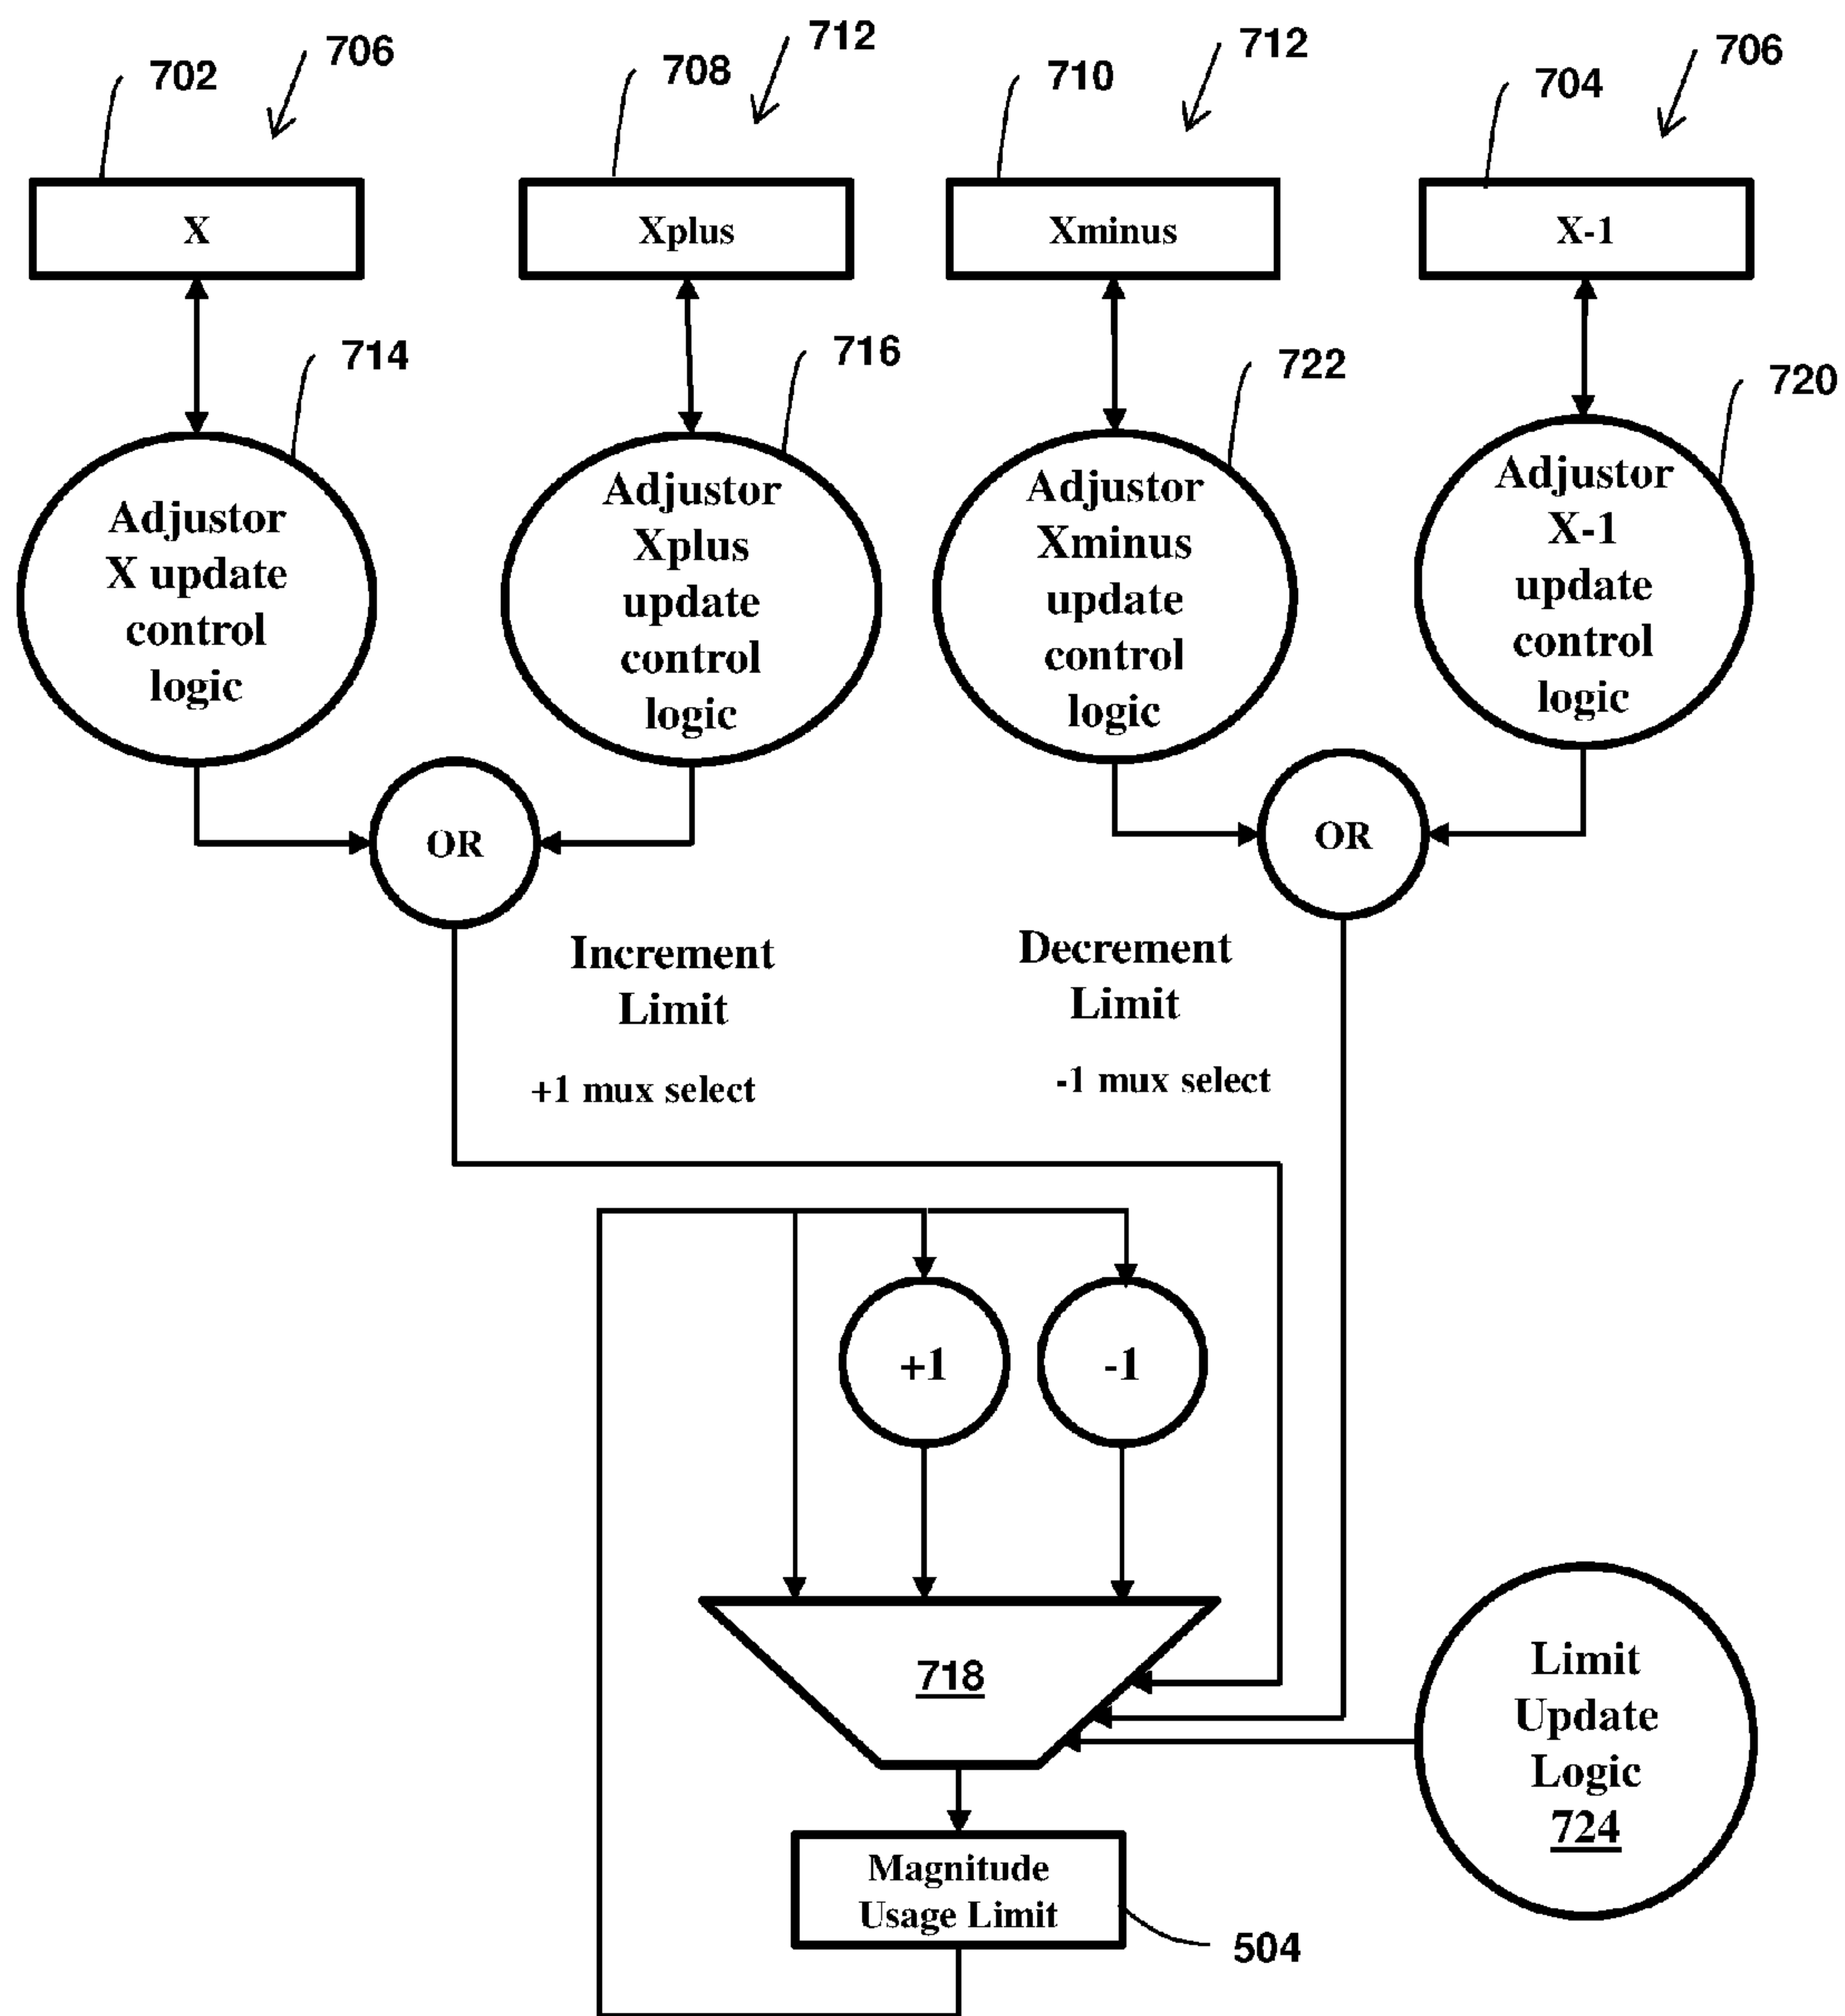 702
706
708
712
710
712
704
706
X
Xplus
Xminus
X-1
714
716
722
720
Adjustor
X update
control
logic
Adjustor
Xplus
update
control
logic
Adjustor
Xminus
update
control
logic
Adjustor
X-1
update
control
logic
OR
OR
Increment
Limit
+1 mux select
Decrement
Limit
-1 mux select
+1
-1
718
Limit
Update
Logic
724
Magnitude
Usage Limit
504